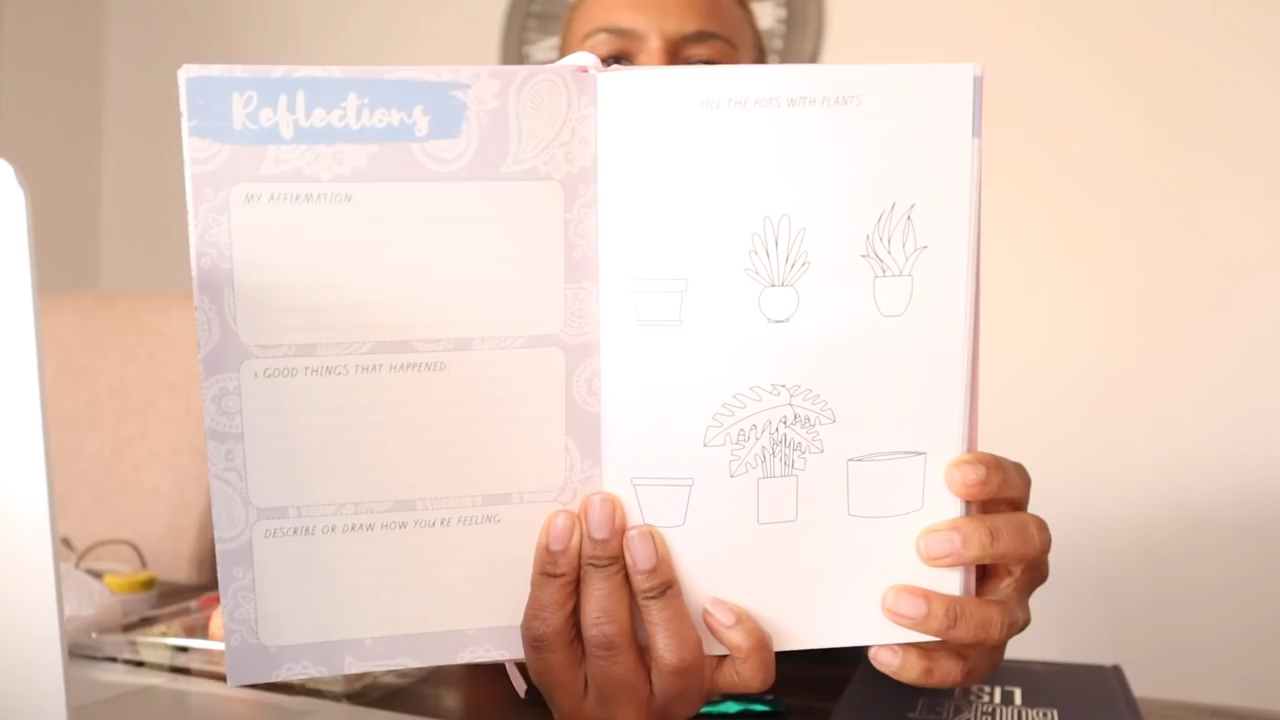 Reflections
MY AFFIRMATION:
GOOD THINGS THAT HAPPENED:
DESCRIBE OR DRAW HOW YOU'RE FEELING
FILL THE POTS WITH PLANTS
BUCKET
LIST